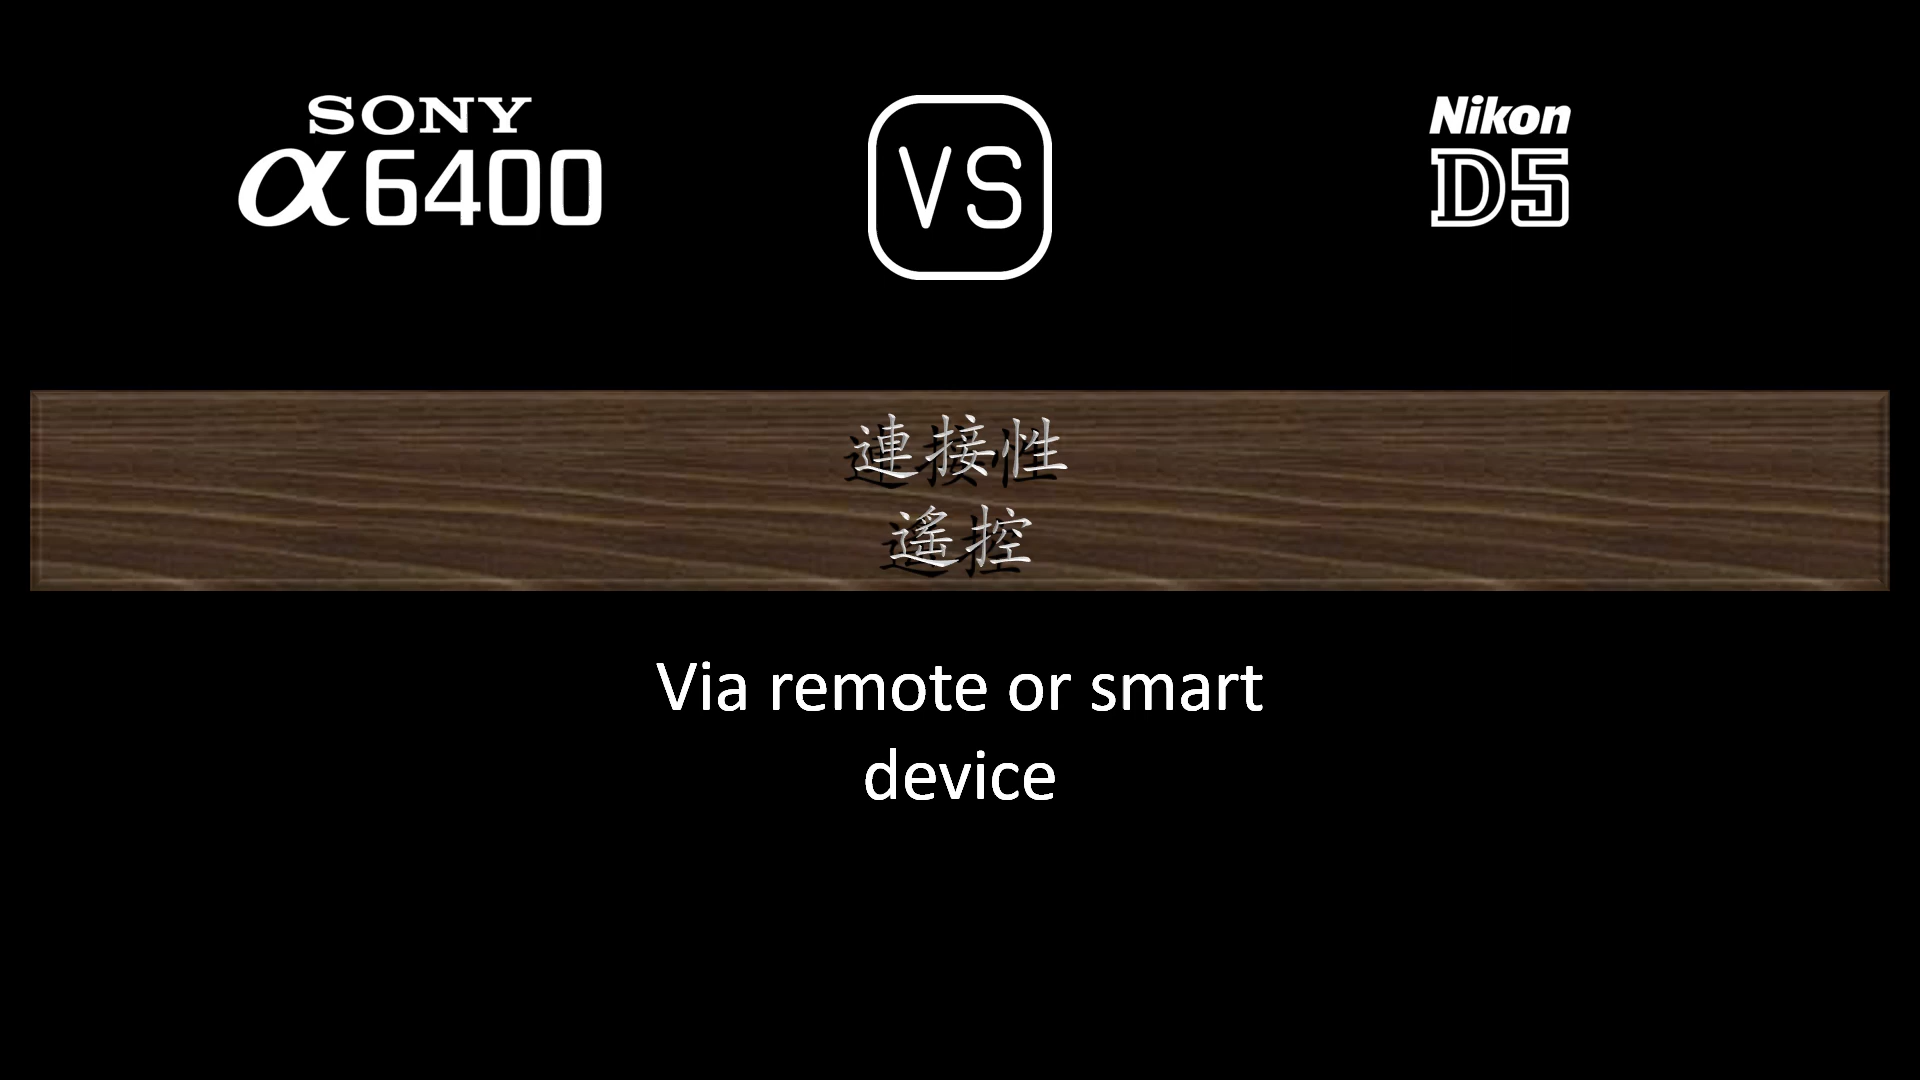 SONY
α6400
VS
Nikon
D5
連接性
遙控
Via remote or smart
device